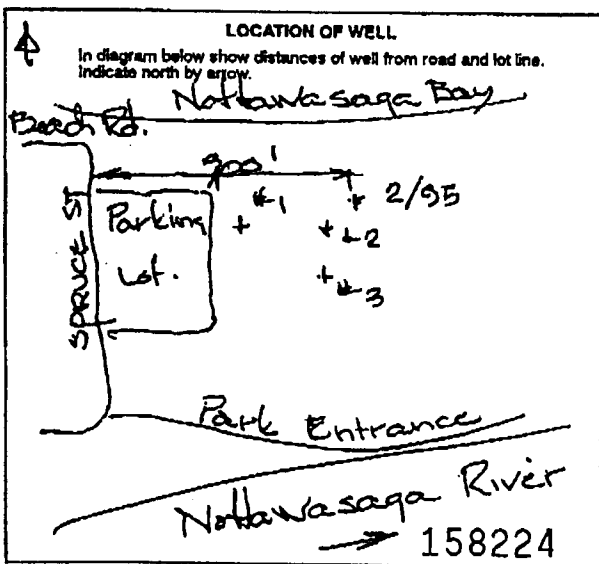 LOCATION OF WELL
In diagram below show distances of well from road and lot line.
Indicate north by arrow.
Nottawasaga Bay
Beach Rd.
900'
#1
2/95
Parking
Lot.
SPRUCE ST
#2
#3
Park Entrance
Nottawasaga River
158224